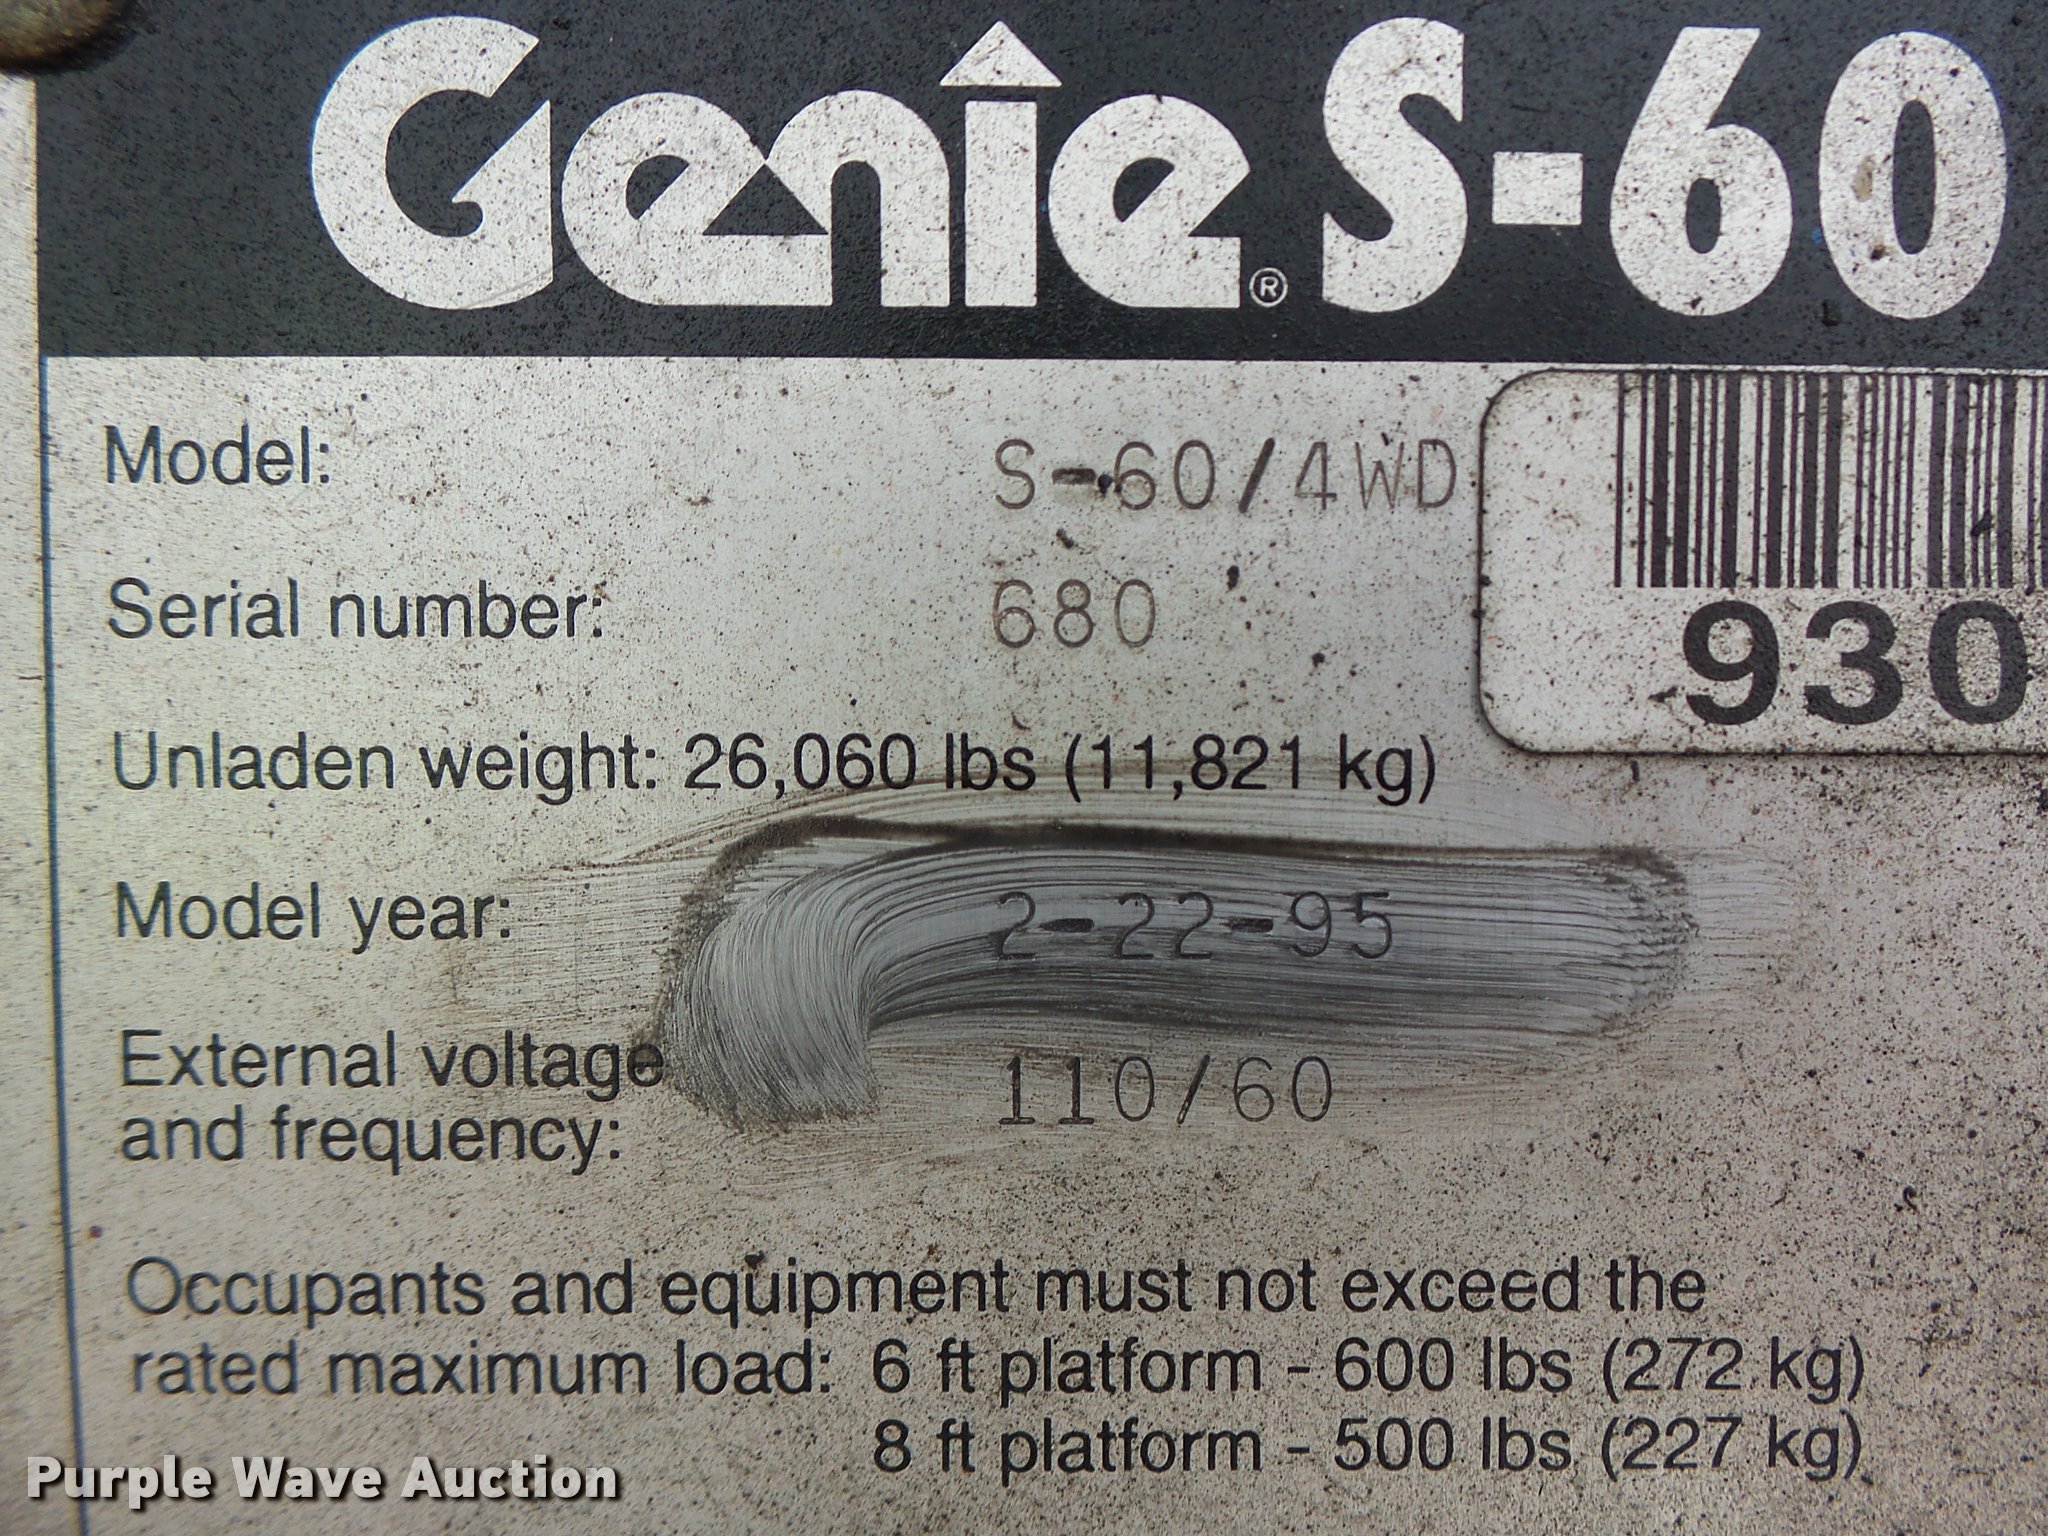 Genie® S-60
Model: S-60/4WD
Serial number: 680
930
Unladen weight: 26,060 lbs (11,821 kg)
Model year: 2-22-95
External voltage
and frequency: 110/60
Occupants and equipment must not exceed the
rated maximum load: 6 ft platform - 600 lbs (272 kg)
8 ft platform - 500 lbs (227 kg)
Purple Wave Auction